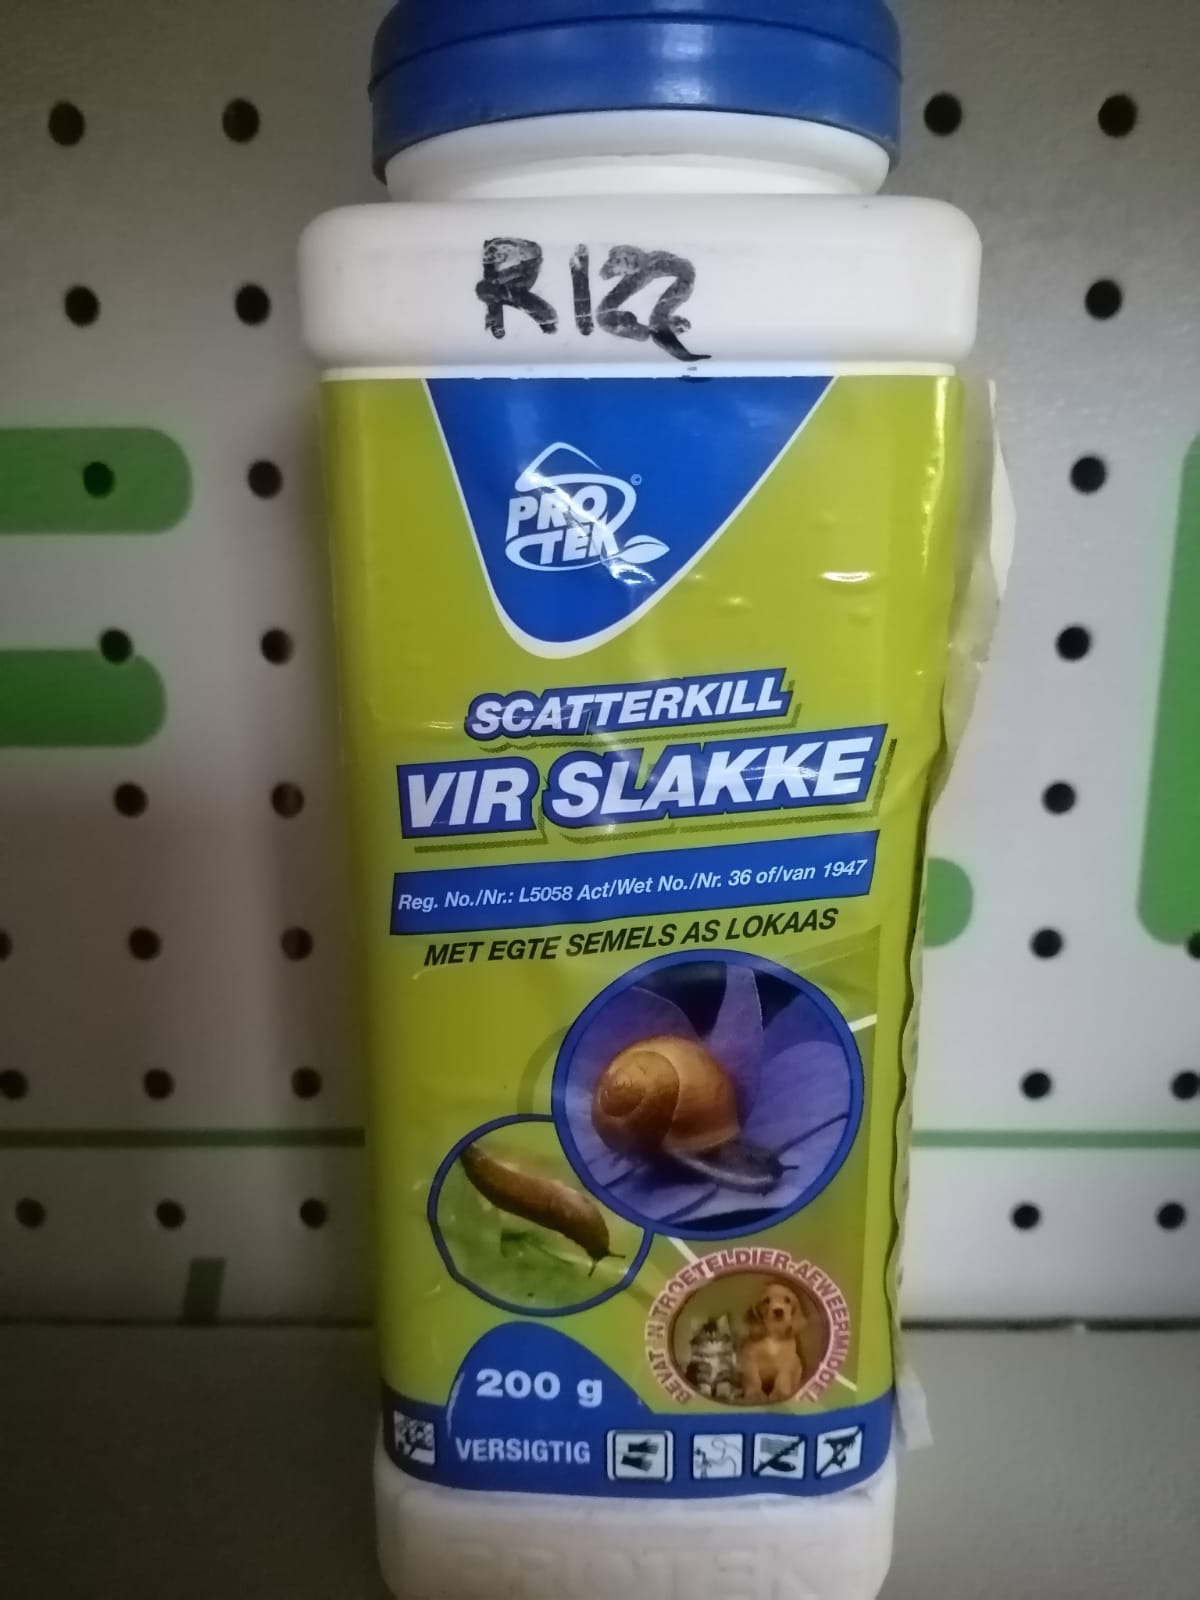 R122
PRO
TEK
©
SCATTERKILL
VIR SLAKKE
Reg. No./Nr.: L5058 Act/Wet No./Nr. 36 of/van 1947
MET EGTE SEMELS AS LOKAAS
BEVAT 'N TROETELDIER-AFWEERMIDDEL
200 g
VERSIGTIG
PROTEK